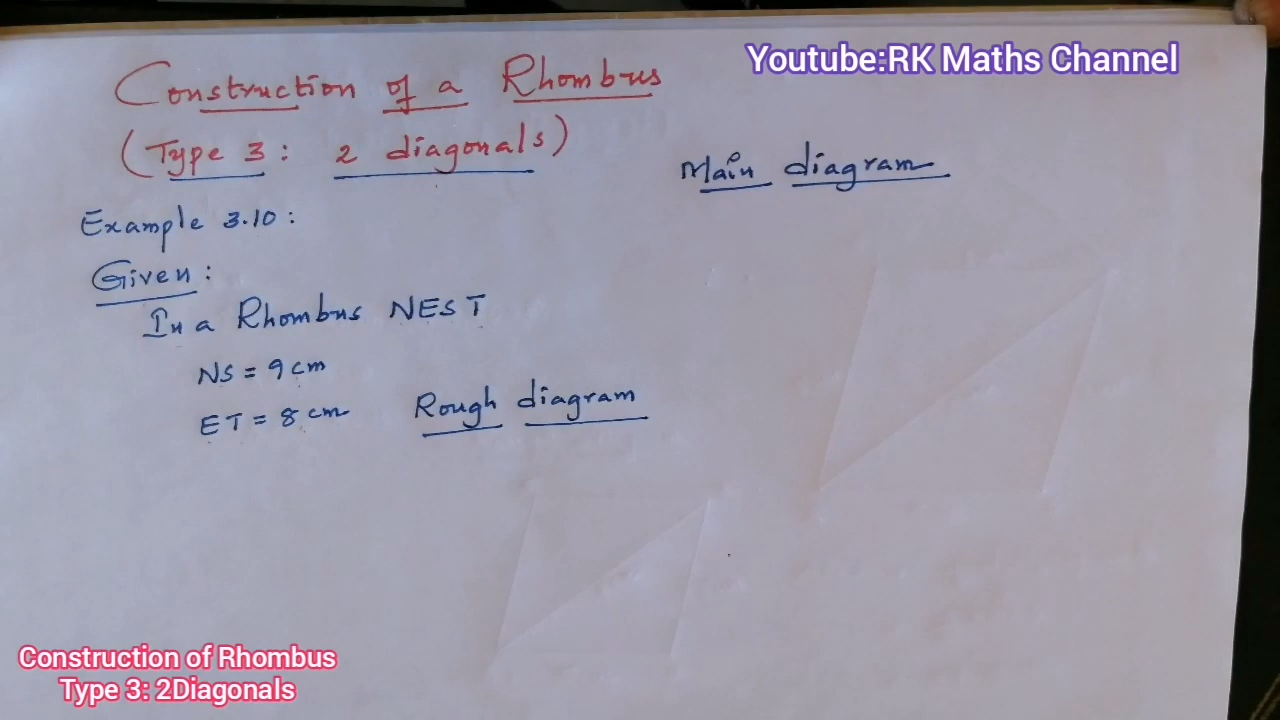 Youtube:RK Maths Channel
Construction of a Rhombus
(Type 3: 2 diagonals)
Main diagram
Example 3.10:
Given:
In a Rhombus NEST
NS = 9 cm
ET = 8 cm
Rough diagram
Construction of Rhombus
Type 3: 2Diagonals